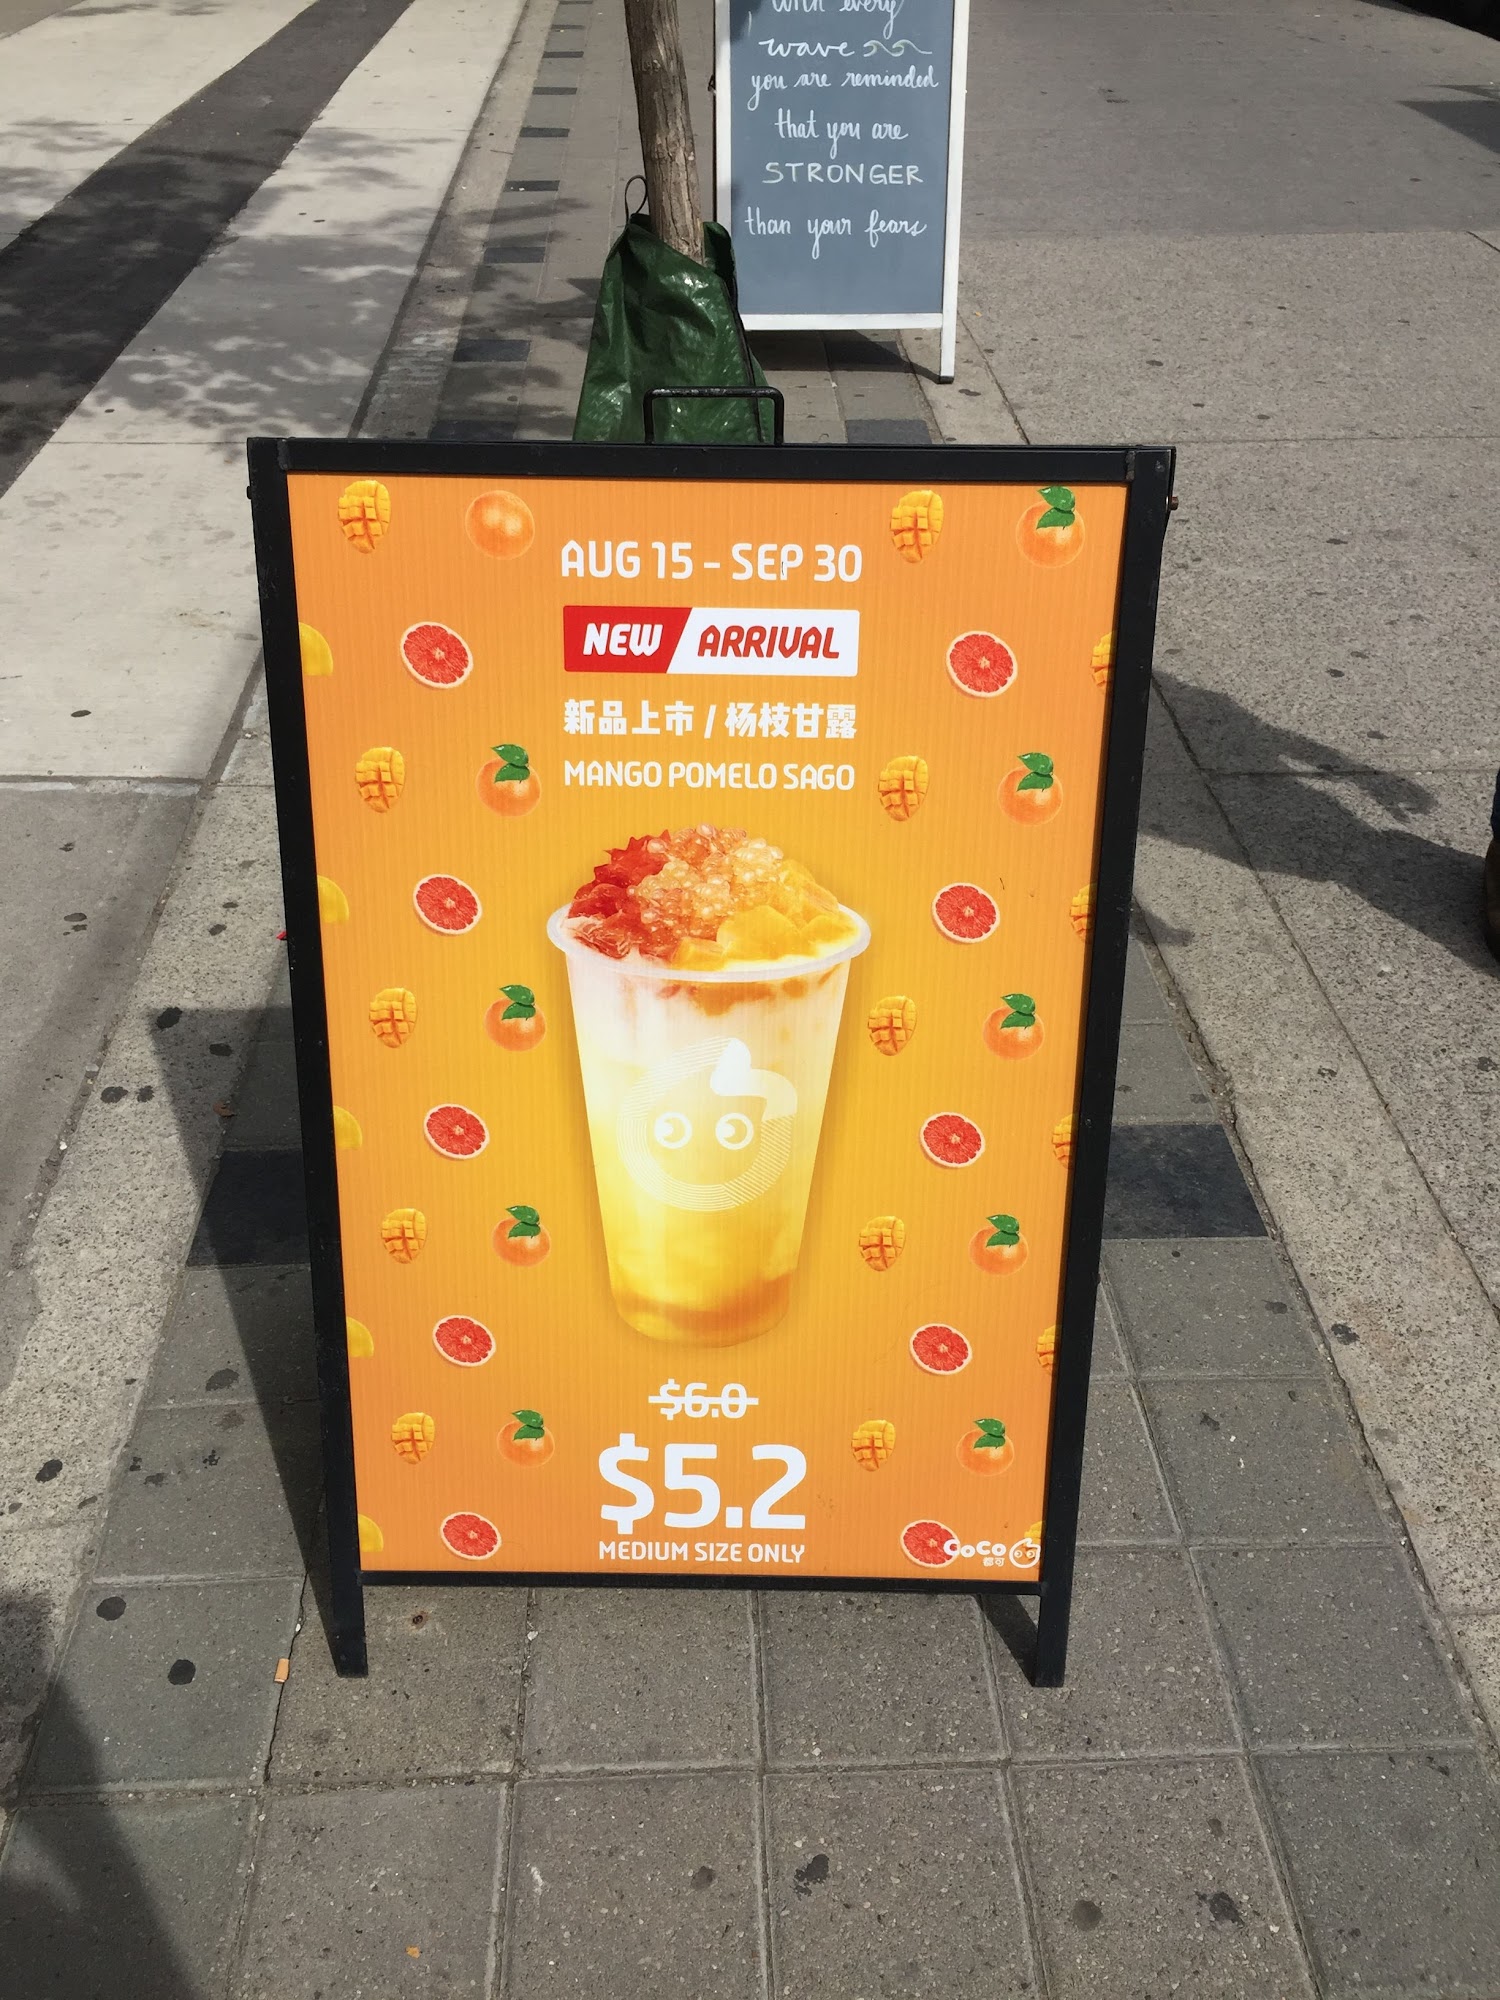 with every
wave
you are reminded
that you are
STRONGER
than your fears
AUG 15 - SEP 30
NEW ARRIVAL
新品上市 / 杨枝甘露
MANGO POMELO SAGO
$6.0
$5.2
MEDIUM SIZE ONLY
CoCo
都可